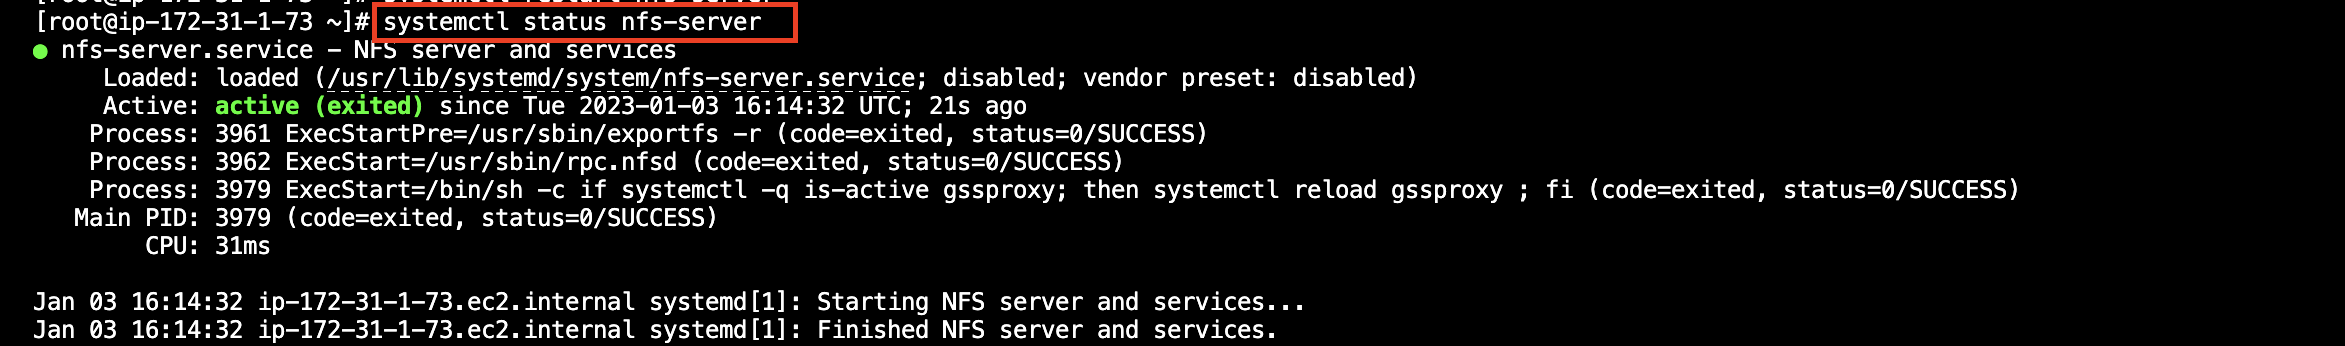 [root@ip-172-31-1-73 ~]# systemctl status nfs-server
● nfs-server.service - NFS server and services
Loaded: loaded (/usr/lib/systemd/system/nfs-server.service; disabled; vendor preset: disabled)
Active: active (exited) since Tue 2023-01-03 16:14:32 UTC; 21s ago
Process: 3961 ExecStartPre=/usr/sbin/exportfs -r (code=exited, status=0/SUCCESS)
Process: 3962 ExecStart=/usr/sbin/rpc.nfsd (code=exited, status=0/SUCCESS)
Process: 3979 ExecStart=/bin/sh -c if systemctl -q is-active gssproxy; then systemctl reload gssproxy ; fi (code=exited, status=0/SUCCESS)
Main PID: 3979 (code=exited, status=0/SUCCESS)
CPU: 31ms
Jan 03 16:14:32 ip-172-31-1-73.ec2.internal systemd[1]: Starting NFS server and services...
Jan 03 16:14:32 ip-172-31-1-73.ec2.internal systemd[1]: Finished NFS server and services.